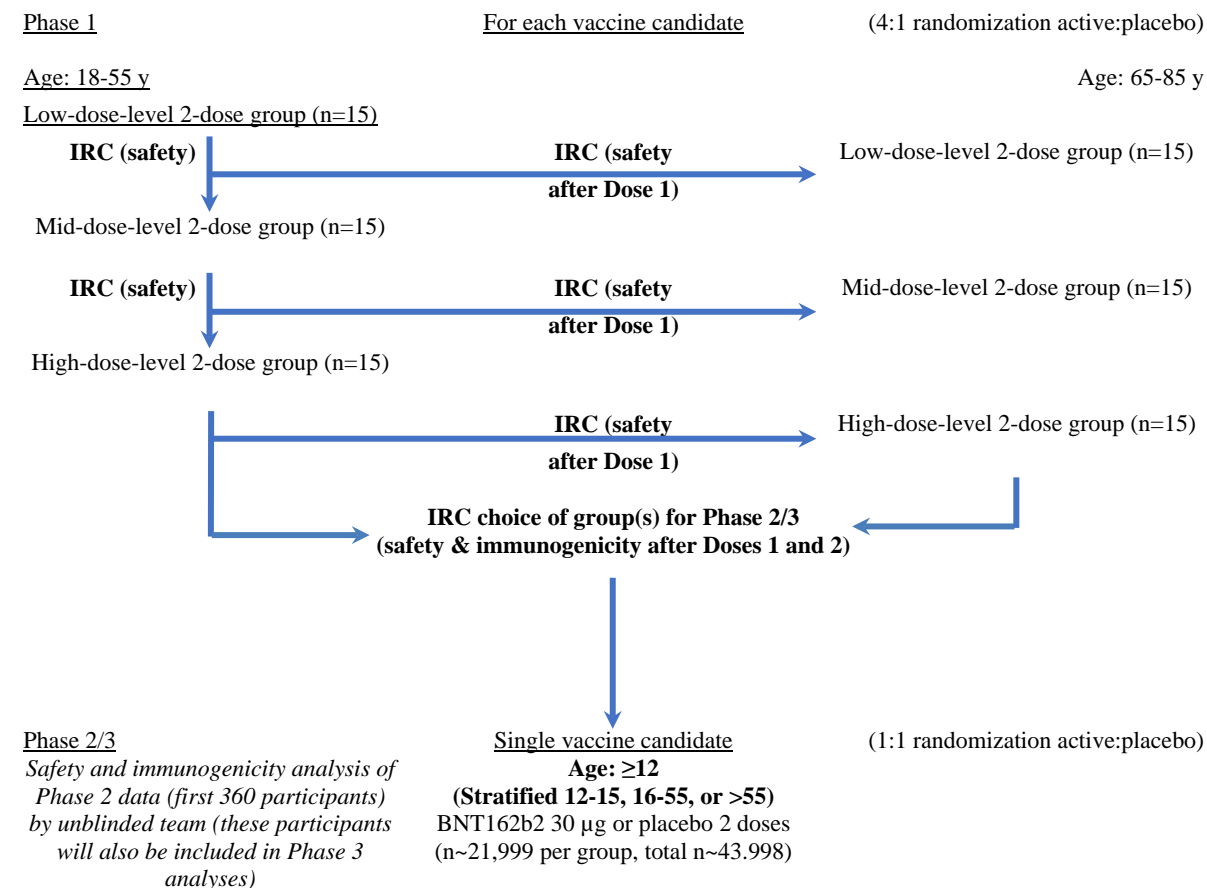 Phase 1 For each vaccine candidate (4:1 randomization active:placebo)
Age: 18-55 y Age: 65-85 y
Low-dose-level 2-dose group (n=15)
IRC (safety) IRC (safety Low-dose-level 2-dose group (n=15)
after Dose 1)
Mid-dose-level 2-dose group (n=15)
IRC (safety) IRC (safety Mid-dose-level 2-dose group (n=15)
after Dose 1)
High-dose-level 2-dose group (n=15)
IRC (safety High-dose-level 2-dose group (n=15)
after Dose 1)
IRC choice of group(s) for Phase 2/3
(safety & immunogenicity after Doses 1 and 2)
Phase 2/3 Single vaccine candidate (1:1 randomization active:placebo)
Safety and immunogenicity analysis of Age: ≥12
Phase 2 data (first 360 participants) (Stratified 12-15, 16-55, or >55)
by unblinded team (these participants BNT162b2 30 µg or placebo 2 doses
will also be included in Phase 3 (n~21,999 per group, total n~43.998)
analyses)